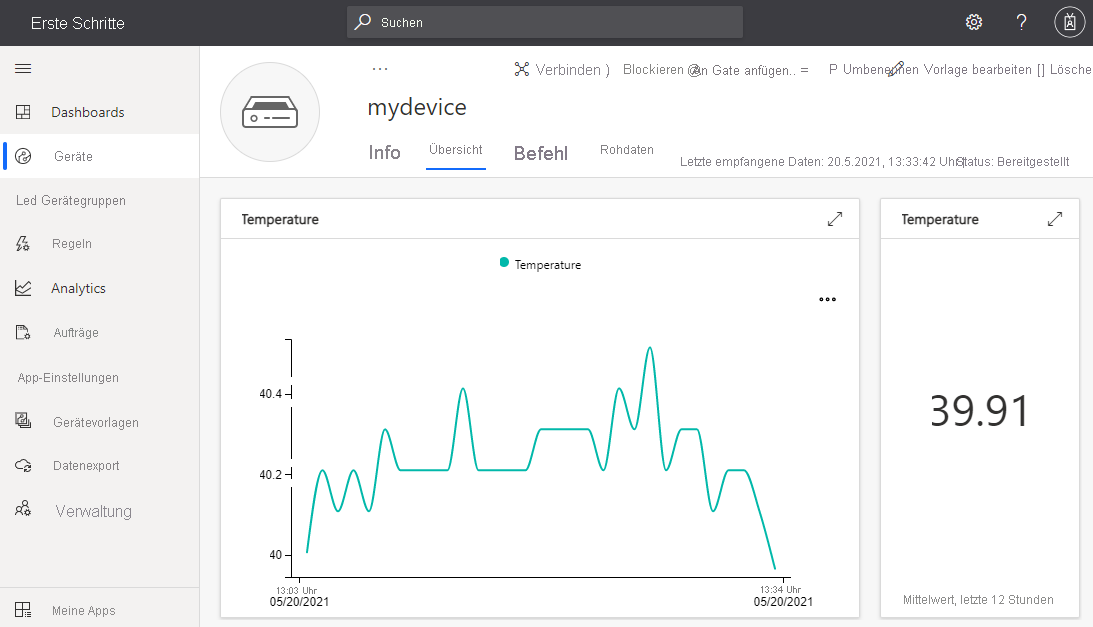 Erste Schritte
Suchen
?
Dashboards
Geräte
Led Gerätegruppen
Regeln
Analytics
Aufträge
App-Einstellungen
Gerätevorlagen
Datenexport
Verwaltung
Meine Apps
... Verbinden ) Blockieren @ An Gate anfügen.. = P Umbenennen Vorlage bearbeiten [] Lösche
mydevice
Info Übersicht Befehl Rohdaten
Letzte empfangene Daten: 20.5.2021, 13:33:42 Uhr Status: Bereitgestellt
Temperature
Temperature
40.4
40.2
40
13:03 Uhr 13:34 Uhr
05/20/2021 05/20/2021
Temperature
39.91
Mittelwert, letzte 12 Stunden